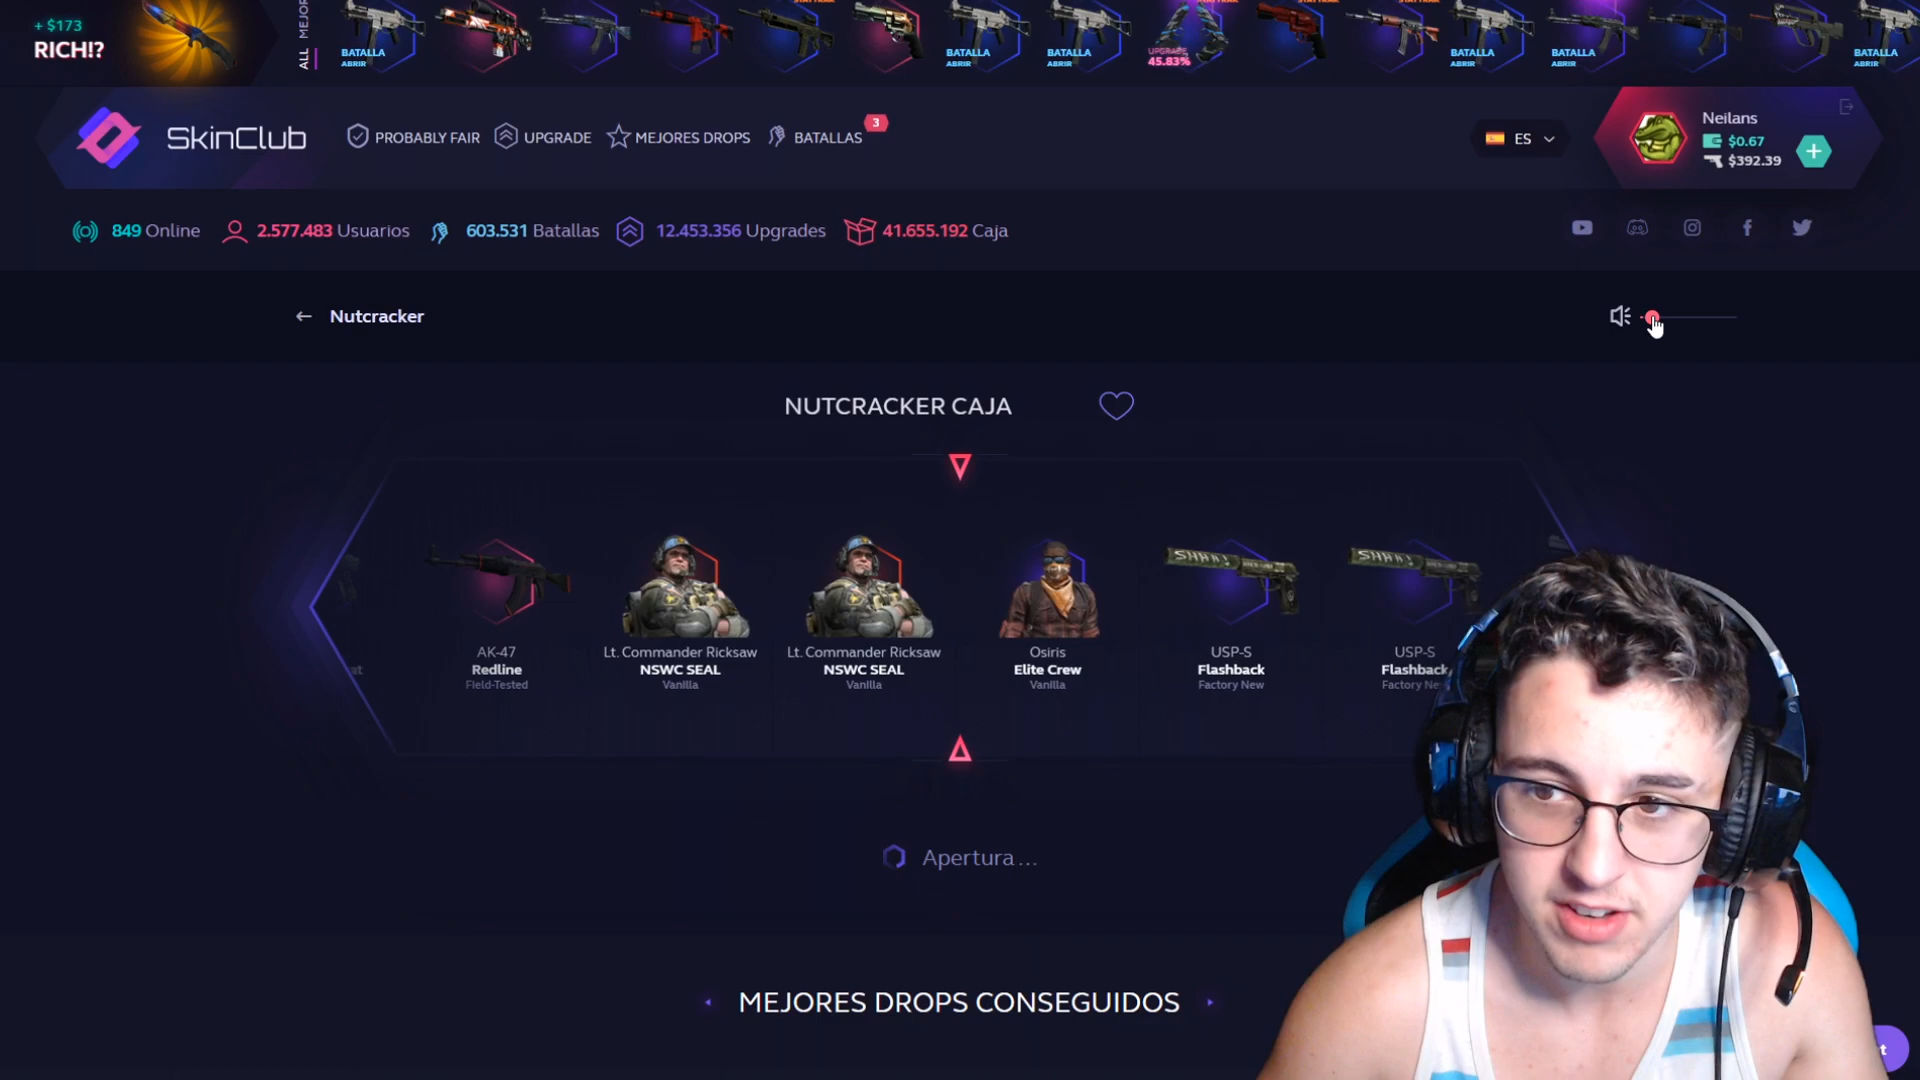 + $173
RICH!?
ALL
BATALLA
ABRIR
BATALLA
ABRIR
BATALLA
ABRIR
UPGRADE
45.83%
BATALLA
ABRIR
BATALLA
ABRIR
BATALLA
ABRIR
SkinClub
PROBABLY FAIR
UPGRADE
MEJORES DROPS
BATALLAS
3
ES
Neilans
$0.67
$392.39
+
849 Online
2.577.483 Usuarios
603.531 Batallas
12.453.356 Upgrades
41.655.192 Caja
← Nutcracker
NUTCRACKER CAJA
AK-47
Redline
Field-Tested
Lt. Commander Ricksaw
NSWC SEAL
Vanilla
Lt. Commander Ricksaw
NSWC SEAL
Vanilla
Osiris
Elite Crew
Vanilla
USP-S
Flashback
Factory New
USP-S
Flashback
Factory
Apertura...
MEJORES DROPS CONSEGUIDOS